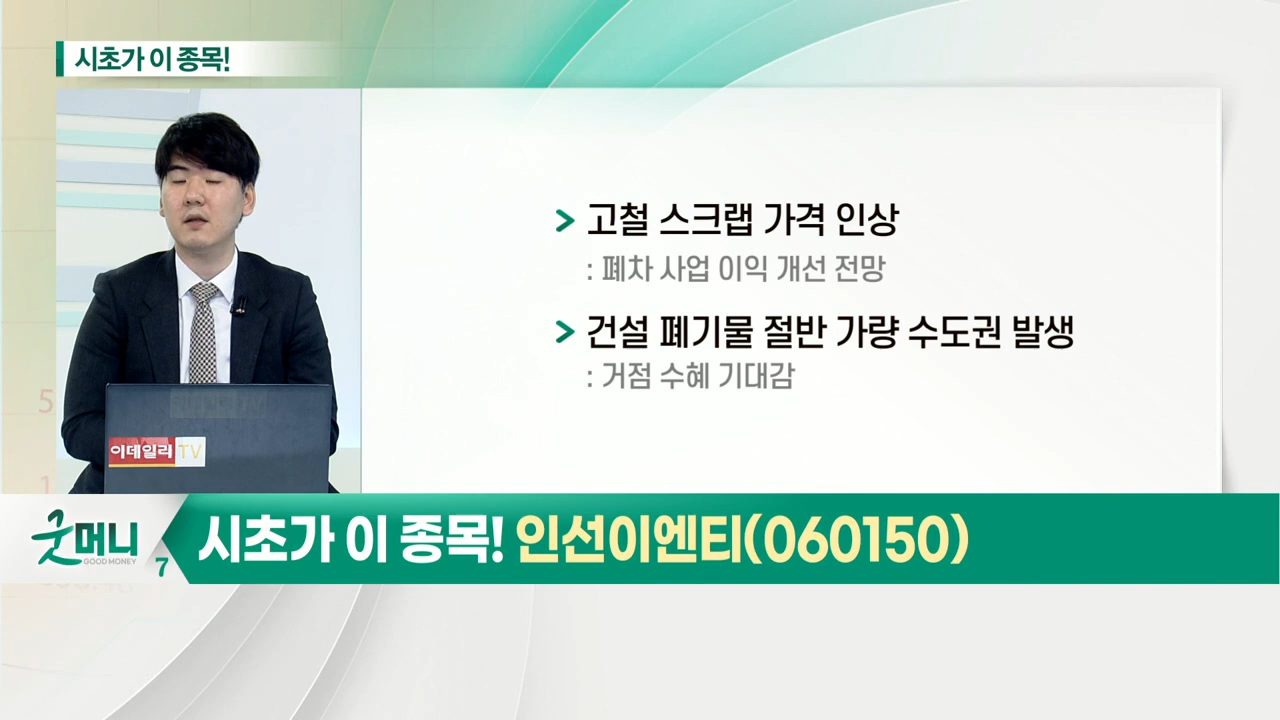 시초가 이 종목!
> 고철 스크랩 가격 인상
: 폐차 사업 이익 개선 전망
> 건설 폐기물 절반 가량 수도권 발생
: 거점 수혜 기대감
5
1
이데일리 TV
굿머니
GOOD MONEY
7
시초가 이 종목! 인선이엔티(060150)